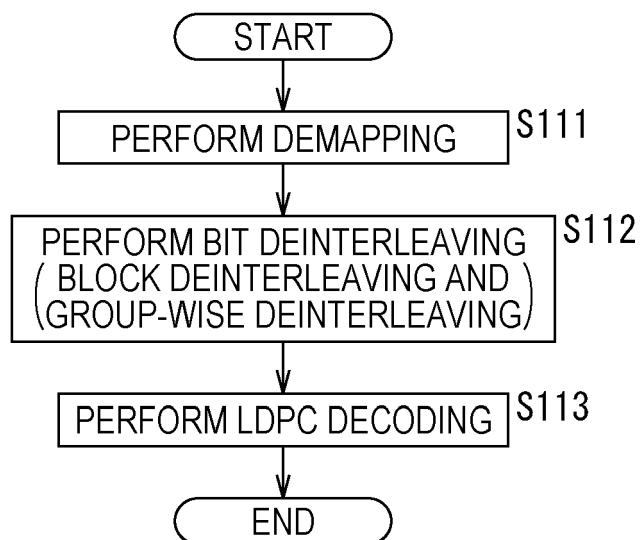 START
PERFORM DEMAPPING
S111
PERFORM BIT DEINTERLEAVING
(BLOCK DEINTERLEAVING AND
GROUP-WISE DEINTERLEAVING)
S112
PERFORM LDPC DECODING
S113
END